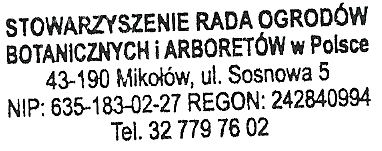 STOWARZYSZENIE RADA OGRODÓW
BOTANICZNYCH i ARBORETÓW w Polsce
43-190 Mikołów, ul. Sosnowa 5
NIP: 635-183-02-27 REGON: 242840994
Tel. 32 779 76 02